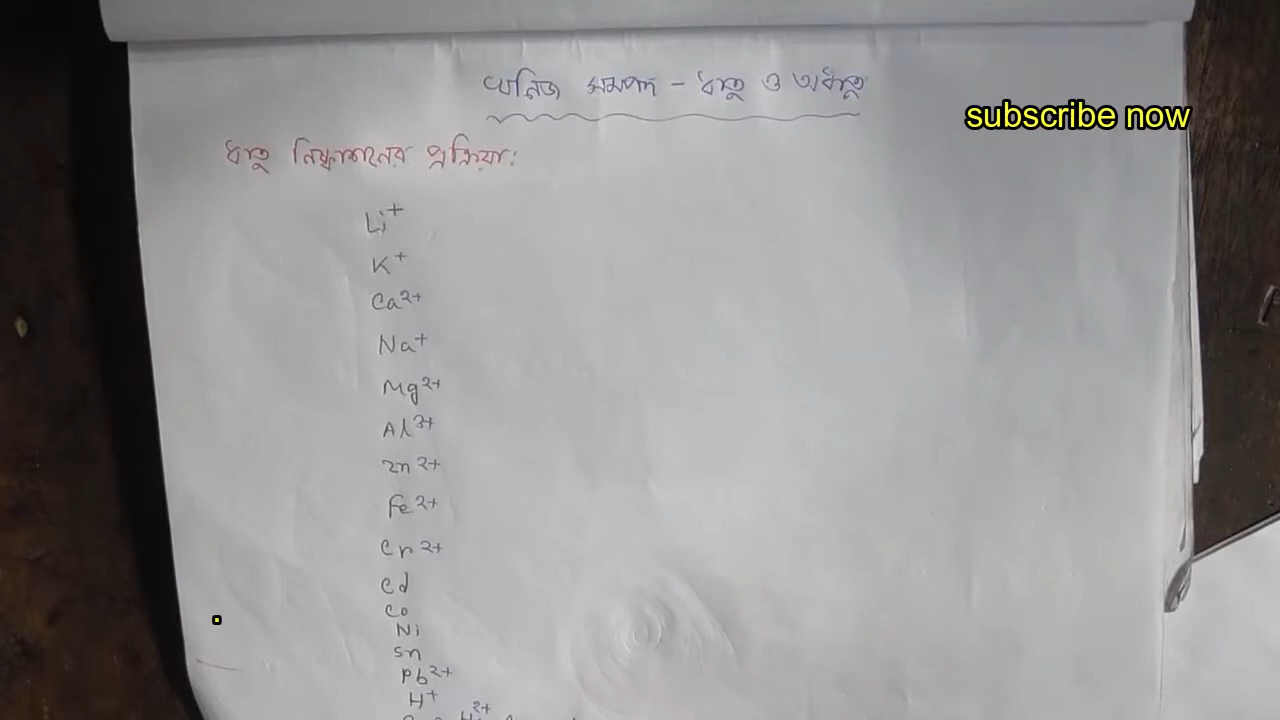 খনিজ সম্পদ - ধাতু ও অধাতু
subscribe now
ধাতু নিষ্কাশনের প্রক্রিয়া:
Li+
K+
Ca2+
Na+
Mg2+
Al3+
Zn2+
Fe2+
Cr2+
Cd
Co
Ni
Sn
Pb2+
H+